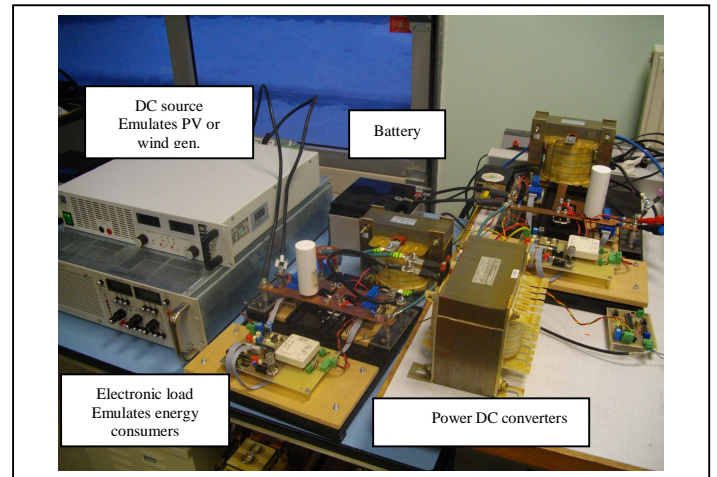 DC source
Emulates PV or
wind gen.
Battery
Electronic load
Emulates energy
consumers
Power DC converters